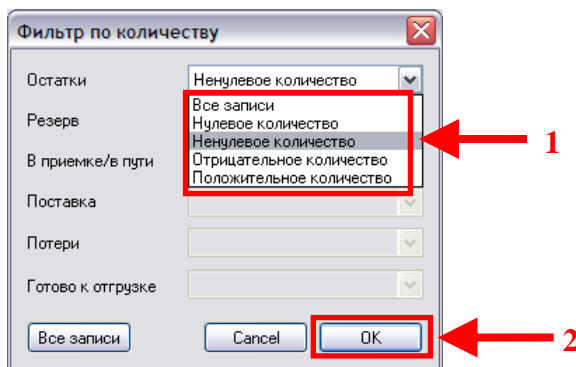 Фильтр по количеству
Остатки Ненулевое количество
Все записи
Резерв Нулевое количество
Ненулевое количество
1
В приемке/в пути Отрицательное количество
Положительное количество
Поставка
Потери
Готово к отгрузке
Все записи Cancel OK 2